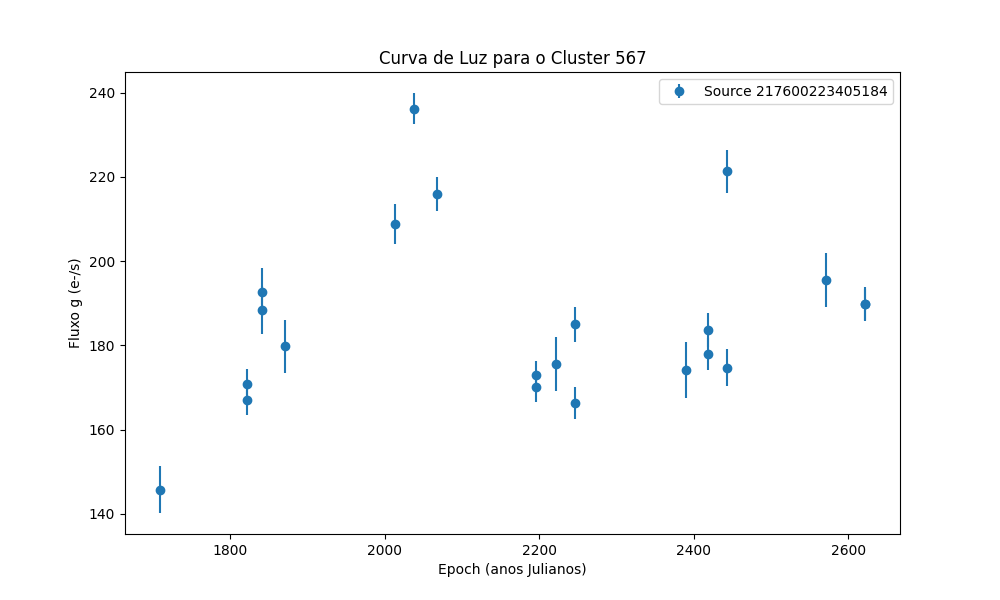 Curva de Luz para o Cluster 567
Source 217600223405184
240
220
200
180
160
140
Fluxo g (e-/s)
1800 2000 2200 2400 2600
Epoch (anos Julianos)